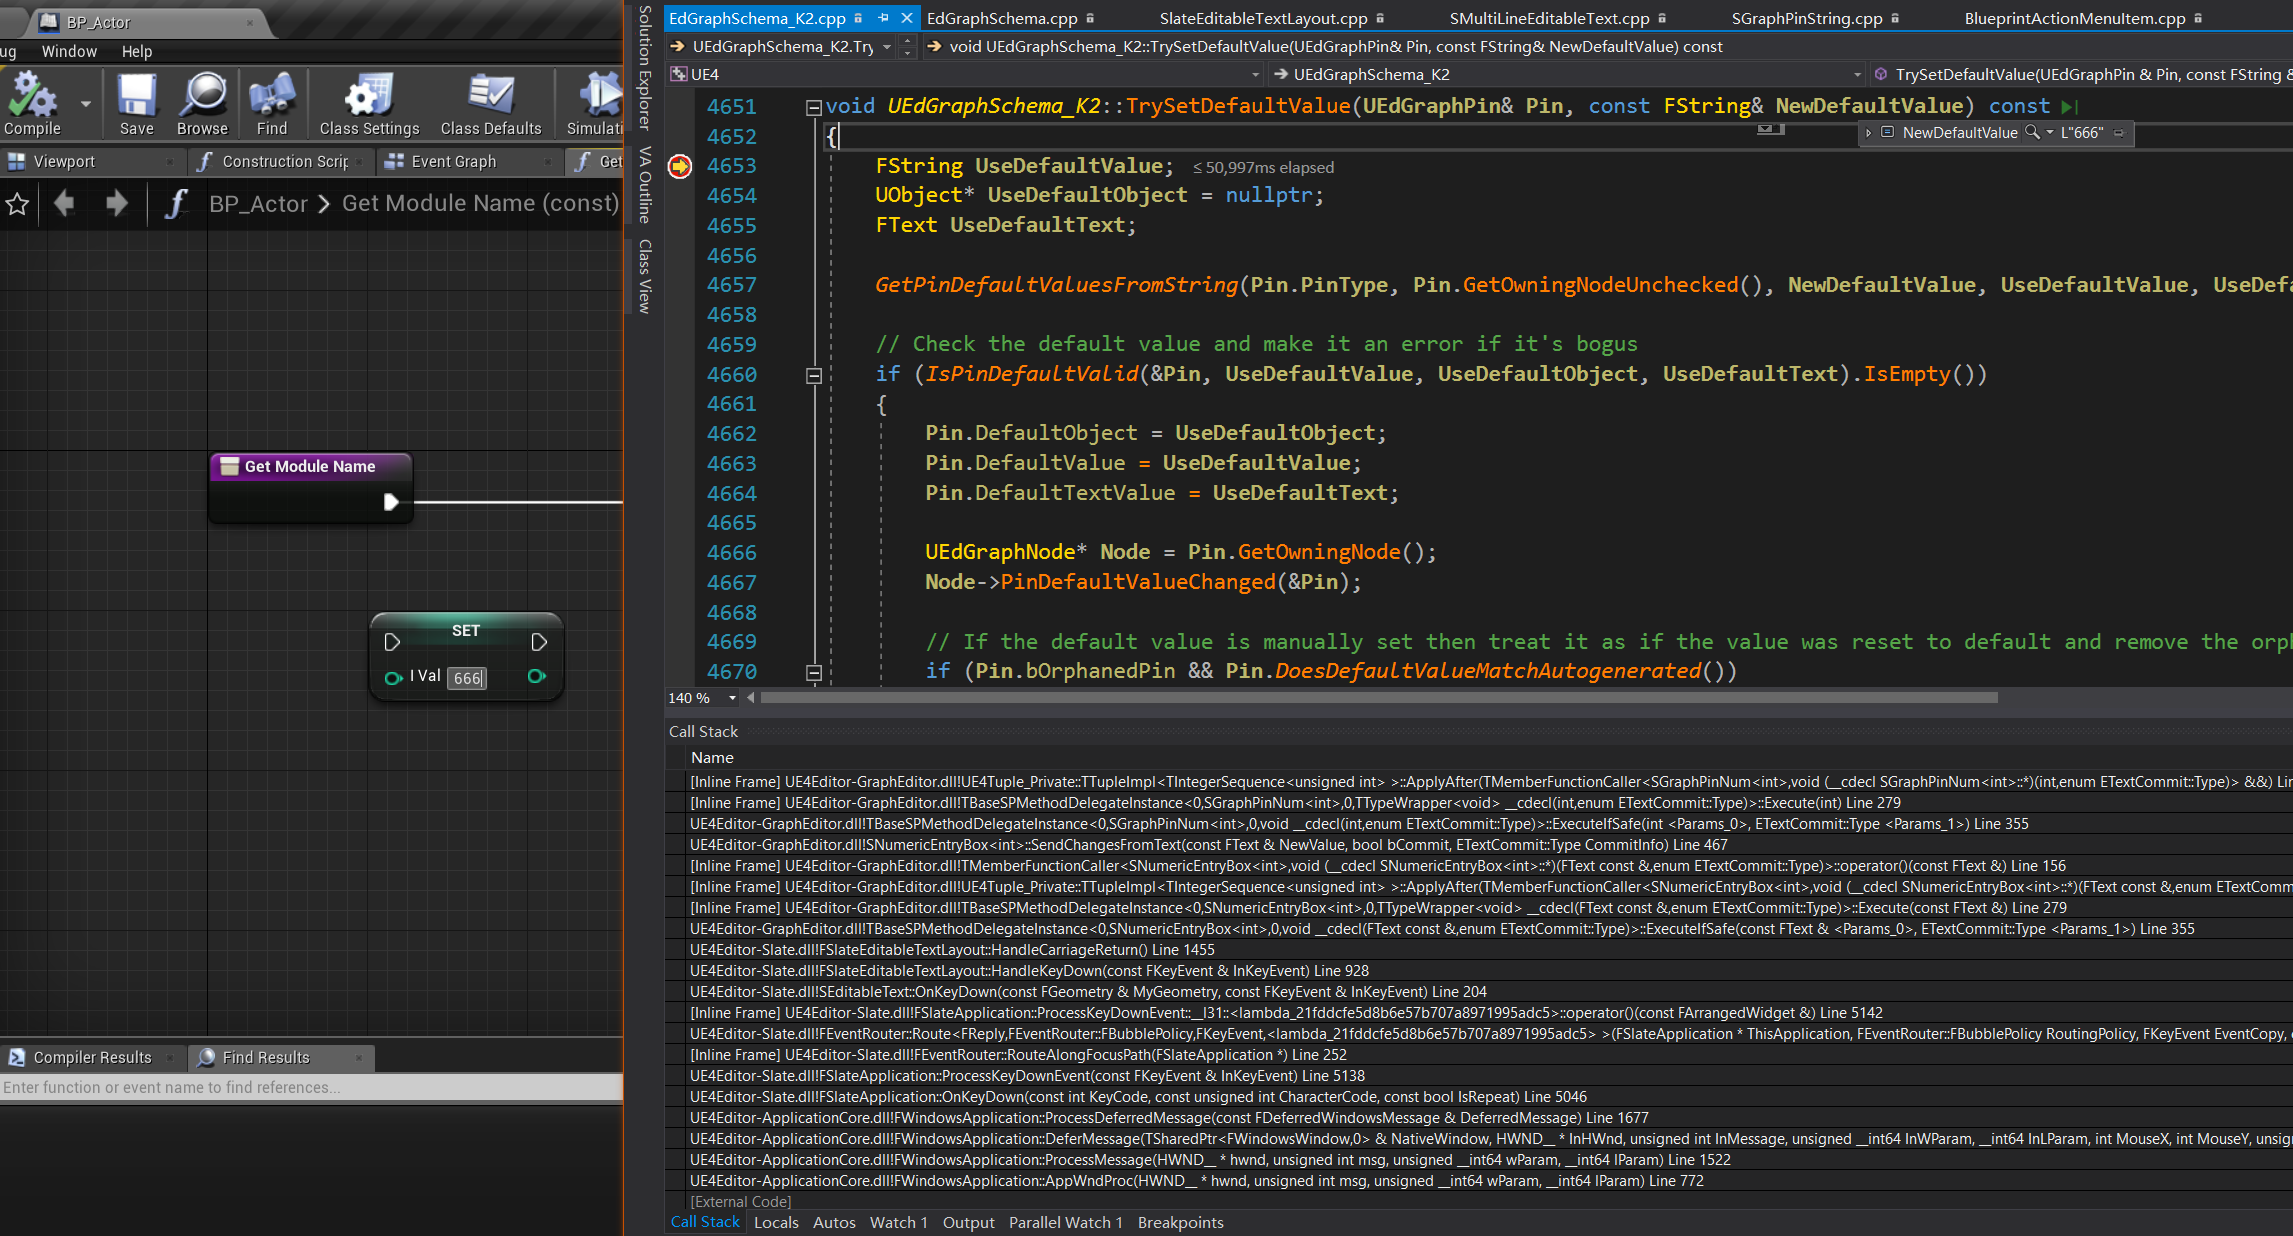 BP_Actor
ug Window Help
Compile Save Browse Find Class Settings Class Defaults Simulati
Viewport Construction Scrip Event Graph Get
BP_Actor > Get Module Name (const)
Get Module Name
SET
I Val 666
Compiler Results Find Results
Enter function or event name to find references...
Solution Explorer
VA Outline
Class View
EdGraphSchema_K2.cpp EdGraphSchema.cpp SlateEditableTextLayout.cpp SMultiLineEditableText.cpp SGraphPinString.cpp BlueprintActionMenuItem.cpp
UEdGraphSchema_K2.Try void UEdGraphSchema_K2::TrySetDefaultValue(UEdGraphPin& Pin, const FString& NewDefaultValue) const
UE4 UEdGraphSchema_K2 TrySetDefaultValue(UEdGraphPin & Pin, const FString &
4651 void UEdGraphSchema_K2::TrySetDefaultValue(UEdGraphPin& Pin, const FString& NewDefaultValue) const
4652 { NewDefaultValue L"666"
4653 FString UseDefaultValue; ≤ 50,997ms elapsed
4654 UObject* UseDefaultObject = nullptr;
4655 FText UseDefaultText;
4656
4657 GetPinDefaultValuesFromString(Pin.PinType, Pin.GetOwningNodeUnchecked(), NewDefaultValue, UseDefaultValue, UseDefa
4658
4659 // Check the default value and make it an error if it's bogus
4660 if (IsPinDefaultValid(&Pin, UseDefaultValue, UseDefaultObject, UseDefaultText).IsEmpty())
4661 {
4662 Pin.DefaultObject = UseDefaultObject;
4663 Pin.DefaultValue = UseDefaultValue;
4664 Pin.DefaultTextValue = UseDefaultText;
4665
4666 UEdGraphNode* Node = Pin.GetOwningNode();
4667 Node->PinDefaultValueChanged(&Pin);
4668
4669 // If the default value is manually set then treat it as if the value was reset to default and remove the orph
4670 if (Pin.bOrphanedPin && Pin.DoesDefaultValueMatchAutogenerated())
140 %
Call Stack
Name
[Inline Frame] UE4Editor-GraphEditor.dll!UE4Tuple_Private::TTupleImpl<TIntegerSequence<unsigned int> >::ApplyAfter(TMemberFunctionCaller<SGraphPinNum<int>,void (__cdecl SGraphPinNum<int>::*)(int,enum ETextCommit::Type)> &&) Lin
[Inline Frame] UE4Editor-GraphEditor.dll!TBaseSPMethodDelegateInstance<0,SGraphPinNum<int>,0,TTypeWrapper<void> __cdecl(int,enum ETextCommit::Type)>::Execute(int) Line 279
UE4Editor-GraphEditor.dll!TBaseSPMethodDelegateInstance<0,SGraphPinNum<int>,0,void __cdecl(int,enum ETextCommit::Type)>::ExecuteIfSafe(int <Params_0>, ETextCommit::Type <Params_1>) Line 355
UE4Editor-GraphEditor.dll!SNumericEntryBox<int>::SendChangesFromText(const FText & NewValue, bool bCommit, ETextCommit::Type CommitInfo) Line 467
[Inline Frame] UE4Editor-GraphEditor.dll!TMemberFunctionCaller<SNumericEntryBox<int>,void (__cdecl SNumericEntryBox<int>::*)(FText const &,enum ETextCommit::Type)>::operator()(const FText &) Line 156
[Inline Frame] UE4Editor-GraphEditor.dll!UE4Tuple_Private::TTupleImpl<TIntegerSequence<unsigned int> >::ApplyAfter(TMemberFunctionCaller<SNumericEntryBox<int>,void (__cdecl SNumericEntryBox<int>::*)(FText const &,enum ETextComm
[Inline Frame] UE4Editor-GraphEditor.dll!TBaseSPMethodDelegateInstance<0,SNumericEntryBox<int>,0,TTypeWrapper<void> __cdecl(FText const &,enum ETextCommit::Type)>::Execute(const FText &) Line 279
UE4Editor-GraphEditor.dll!TBaseSPMethodDelegateInstance<0,SNumericEntryBox<int>,0,void __cdecl(FText const &,enum ETextCommit::Type)>::ExecuteIfSafe(const FText & <Params_0>, ETextCommit::Type <Params_1>) Line 355
UE4Editor-Slate.dll!FSlateEditableTextLayout::HandleCarriageReturn() Line 1455
UE4Editor-Slate.dll!FSlateEditableTextLayout::HandleKeyDown(const FKeyEvent & InKeyEvent) Line 928
UE4Editor-Slate.dll!SEditableText::OnKeyDown(const FGeometry & MyGeometry, const FKeyEvent & InKeyEvent) Line 204
[Inline Frame] UE4Editor-Slate.dll!FSlateApplication::ProcessKeyDownEvent::__l31::<lambda_21fddcfe5d8b6e57b707a8971995adc5>::operator()(const FArrangedWidget &) Line 5142
UE4Editor-Slate.dll!FEventRouter::Route<FReply,FEventRouter::FBubblePolicy,FKeyEvent,<lambda_21fddcfe5d8b6e57b707a8971995adc5> >(FSlateApplication * ThisApplication, FEventRouter::FBubblePolicy RoutingPolicy, FKeyEvent EventCopy, c
[Inline Frame] UE4Editor-Slate.dll!FEventRouter::RouteAlongFocusPath(FSlateApplication *) Line 252
UE4Editor-Slate.dll!FSlateApplication::ProcessKeyDownEvent(const FKeyEvent & InKeyEvent) Line 5138
UE4Editor-Slate.dll!FSlateApplication::OnKeyDown(const int KeyCode, const unsigned int CharacterCode, const bool IsRepeat) Line 5046
UE4Editor-ApplicationCore.dll!FWindowsApplication::ProcessDeferredMessage(const FDeferredWindowsMessage & DeferredMessage) Line 1677
UE4Editor-ApplicationCore.dll!FWindowsApplication::DeferMessage(TSharedPtr<FWindowsWindow,0> & NativeWindow, HWND__ * InHWnd, unsigned int InMessage, unsigned __int64 InWParam, __int64 InLParam, int MouseX, int MouseY, unsign
UE4Editor-ApplicationCore.dll!FWindowsApplication::ProcessMessage(HWND__ * hwnd, unsigned int msg, unsigned __int64 wParam, __int64 lParam) Line 1522
UE4Editor-ApplicationCore.dll!FWindowsApplication::AppWndProc(HWND__ * hwnd, unsigned int msg, unsigned __int64 wParam, __int64 lParam) Line 772
[External Code]
Call Stack Locals Autos Watch 1 Output Parallel Watch 1 Breakpoints